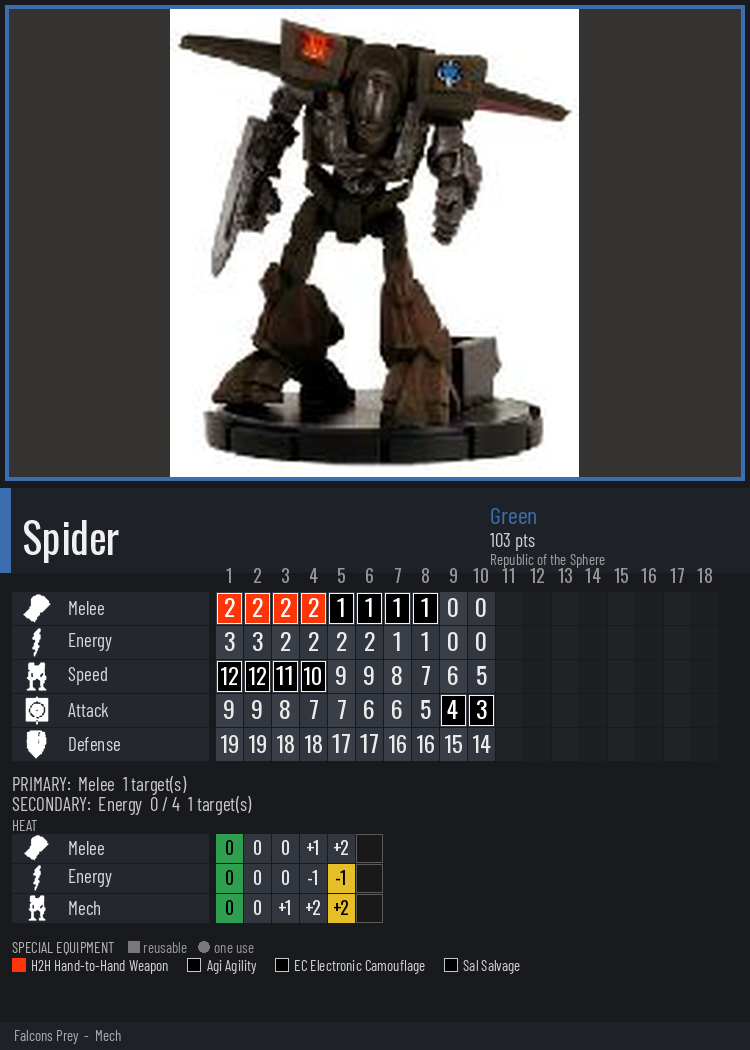 Spider
Green
103 pts
Republic of the Sphere
1 2 3 4 5 6 7 8 9 10 11 12 13 14 15 16 17 18
Melee 2 2 2 2 1 1 1 1 0 0
Energy 3 3 2 2 2 2 1 1 0 0
Speed 12 12 11 10 9 9 8 7 6 5
Attack 9 9 8 7 7 6 6 5 4 3
Defense 19 19 18 18 17 17 16 16 15 14
PRIMARY: Melee 1 target(s)
SECONDARY: Energy 0 / 4 1 target(s)
HEAT
Melee 0 0 0 +1 +2
Energy 0 0 0 -1 -1
Mech 0 0 +1 +2 +2
SPECIAL EQUIPMENT reusable one use
H2H Hand-to-Hand Weapon Agi Agility EC Electronic Camouflage Sal Salvage
Falcons Prey - Mech